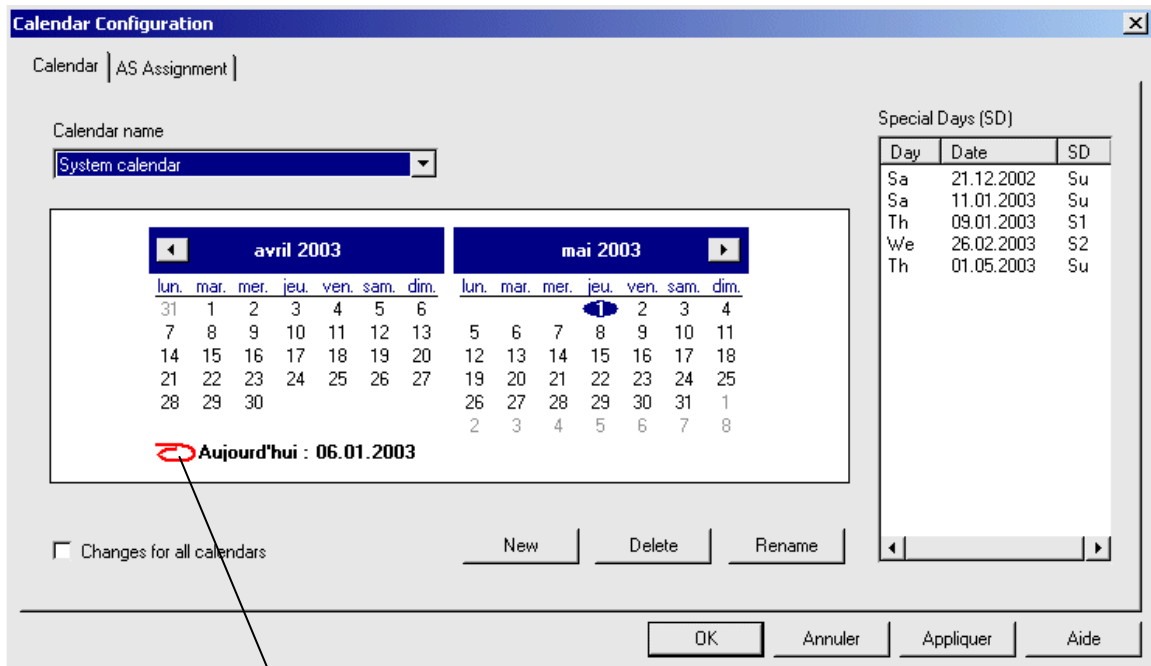 Calendar Configuration
Calendar AS Assignment
Calendar name
System calendar
avril 2003 mai 2003
lun. mar. mer. jeu. ven. sam. dim. lun. mar. mer. jeu. ven. sam. dim.
31 1 2 3 4 5 6 1 2 3 4
7 8 9 10 11 12 13 5 6 7 8 9 10 11
14 15 16 17 18 19 20 12 13 14 15 16 17 18
21 22 23 24 25 26 27 19 20 21 22 23 24 25
28 29 30 26 27 28 29 30 31 1
2 3 4 5 6 7 8
Aujourd'hui : 06.01.2003
Special Days (SD)
Day Date SD
Sa 21.12.2002 Su
Sa 11.01.2003 Su
Th 09.01.2003 S1
We 26.02.2003 S2
Th 01.05.2003 Su
Changes for all calendars
New Delete Rename
OK Annuler Appliquer Aide